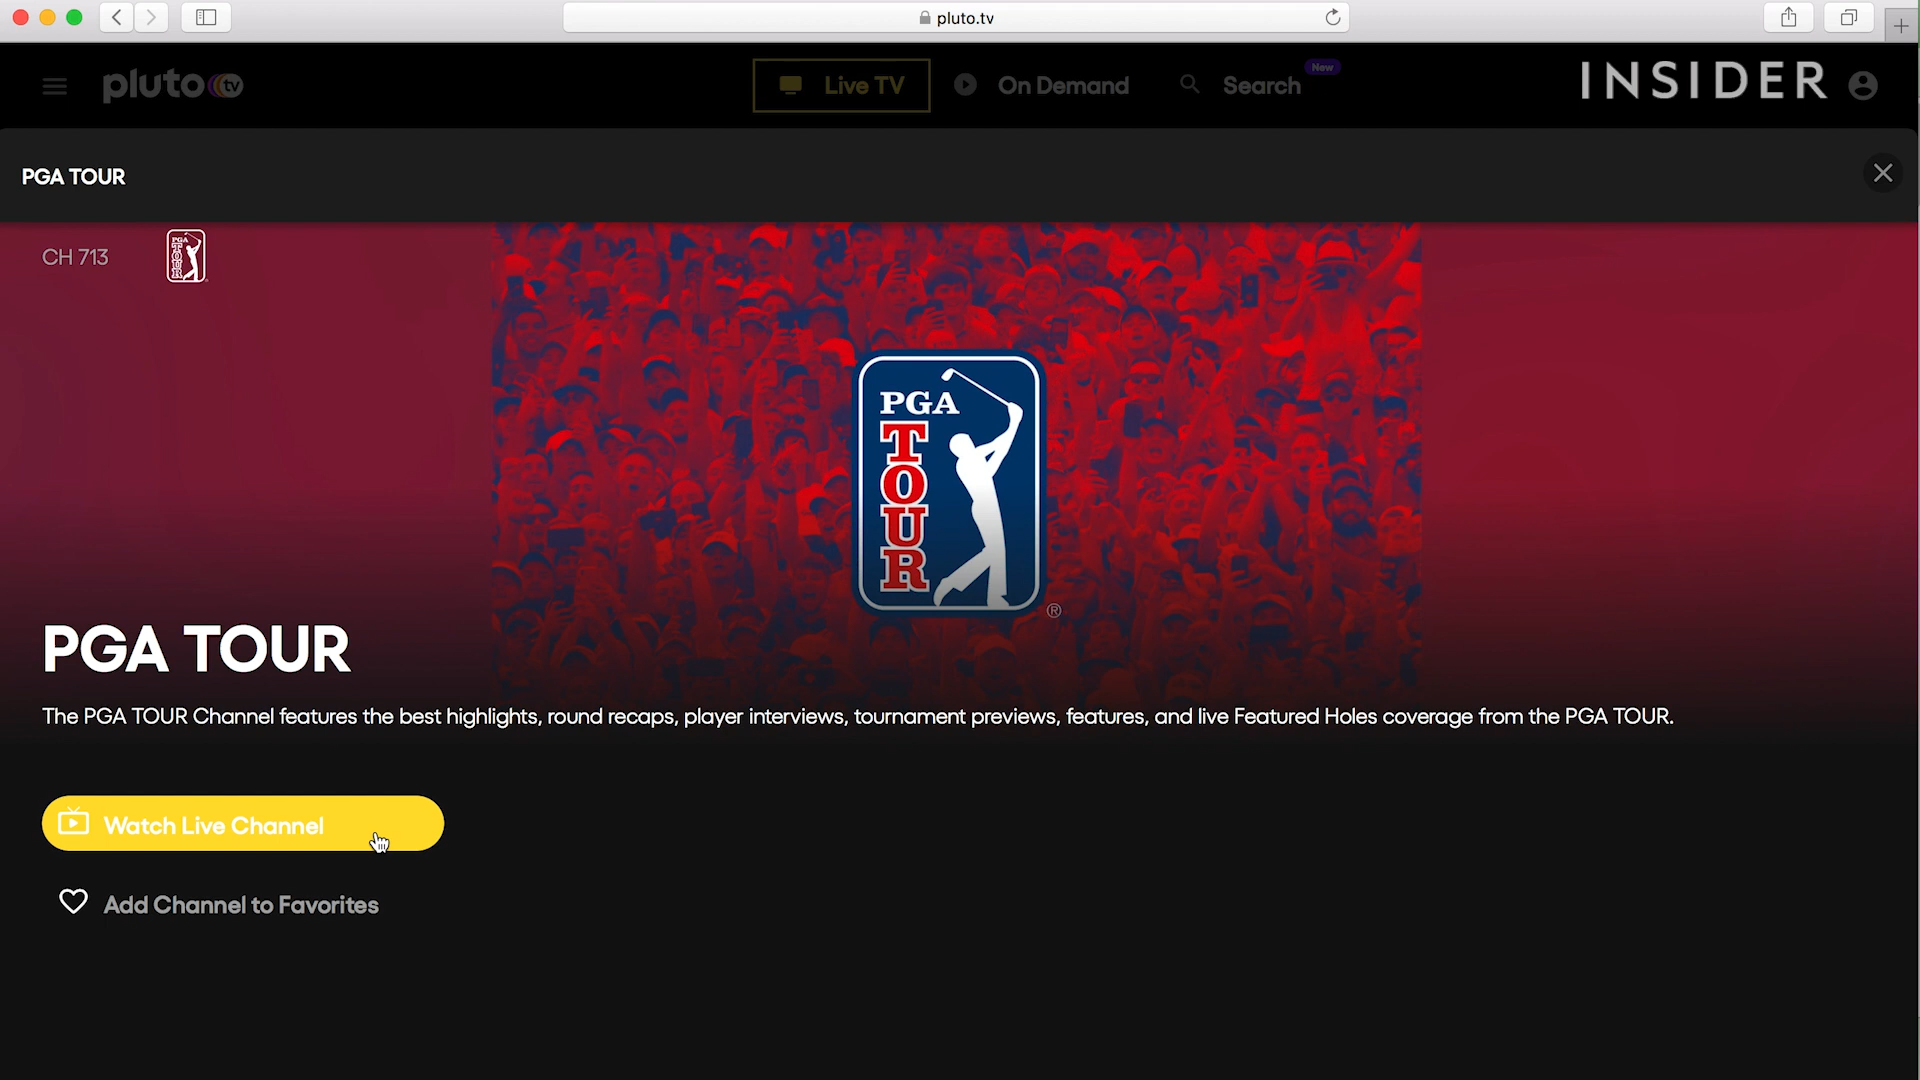 pluto.tv
pluto tv
Live TV
On Demand
Search
New
INSIDER
PGA TOUR
CH 713
PGA
TOUR
PGA
TOUR
®
PGA TOUR
The PGA TOUR Channel features the best highlights, round recaps, player interviews, tournament previews, features, and live Featured Holes coverage from the PGA TOUR.
Watch Live Channel
Add Channel to Favorites